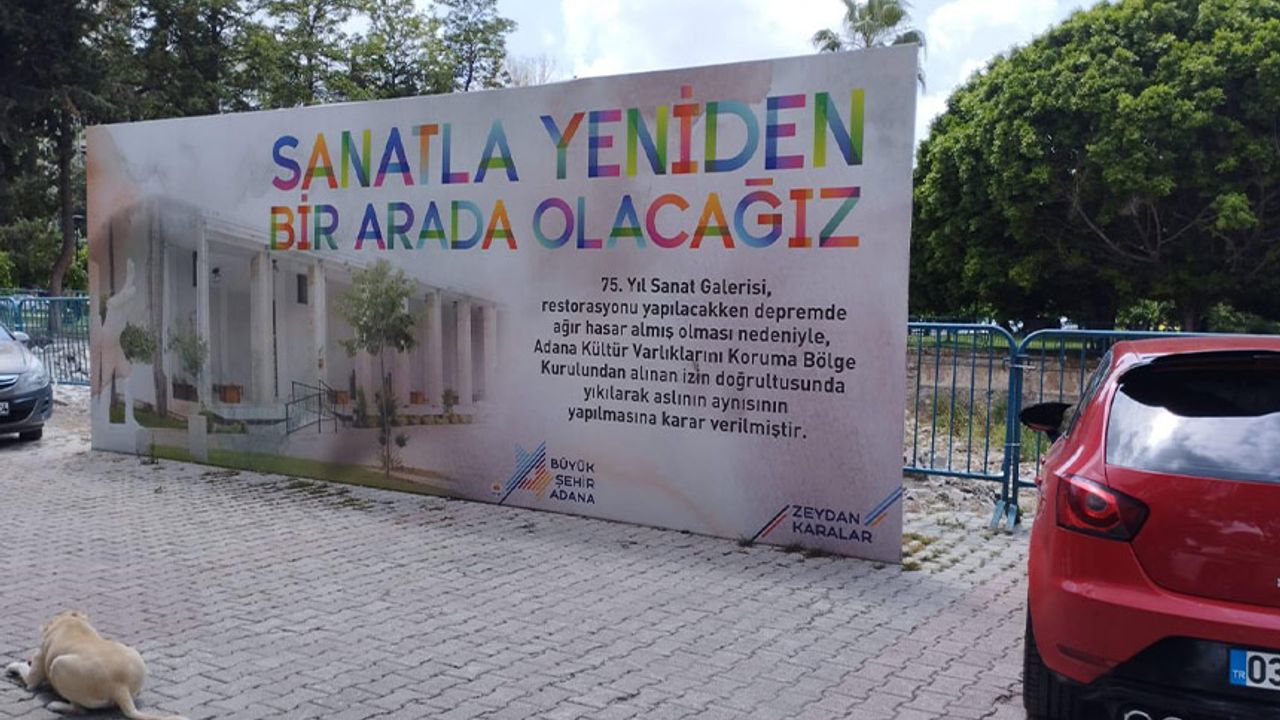 SANATLA YENİDEN
BİR ARADA OLACAĞIZ
75. Yıl Sanat Galerisi,
restorasyonu yapılacakken depremde
ağır hasar almış olması nedeniyle,
Adana Kültür Varlıklarını Koruma Bölge
Kurulundan alınan izin doğrultusunda
yıkılarak aslının aynısının
yapılmasına karar verilmiştir.
BÜYÜK
ŞEHİR
ADANA
ZEYDAN
KARALAR
TR 03